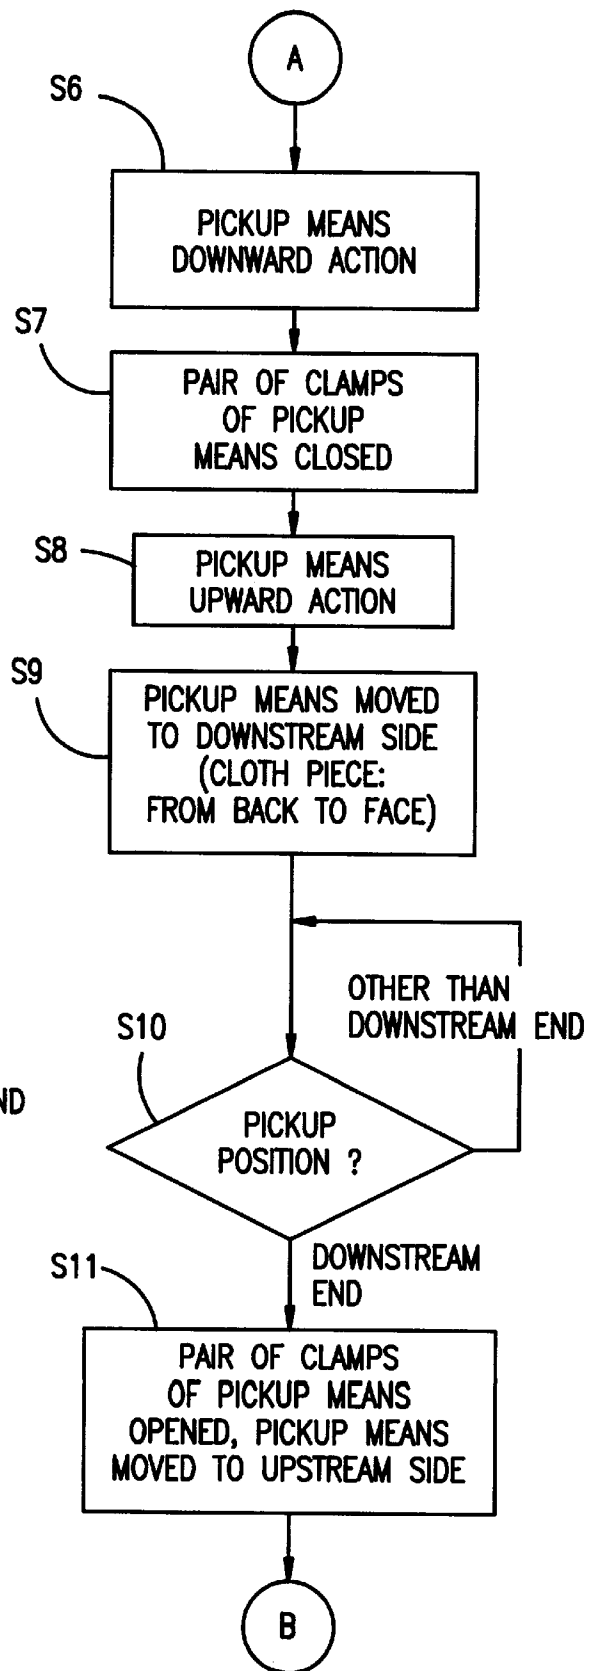 A
S6
PICKUP MEANS
DOWNWARD ACTION
S7
PAIR OF CLAMPS
OF PICKUP
MEANS CLOSED
S8
PICKUP MEANS
UPWARD ACTION
S9
PICKUP MEANS MOVED
TO DOWNSTREAM SIDE
(CLOTH PIECE:
FROM BACK TO FACE)
OTHER THAN
DOWNSTREAM END
S10
ND
PICKUP
POSITION ?
DOWNSTREAM
END
S11
PAIR OF CLAMPS
OF PICKUP MEANS
OPENED, PICKUP MEANS
MOVED TO UPSTREAM SIDE
B